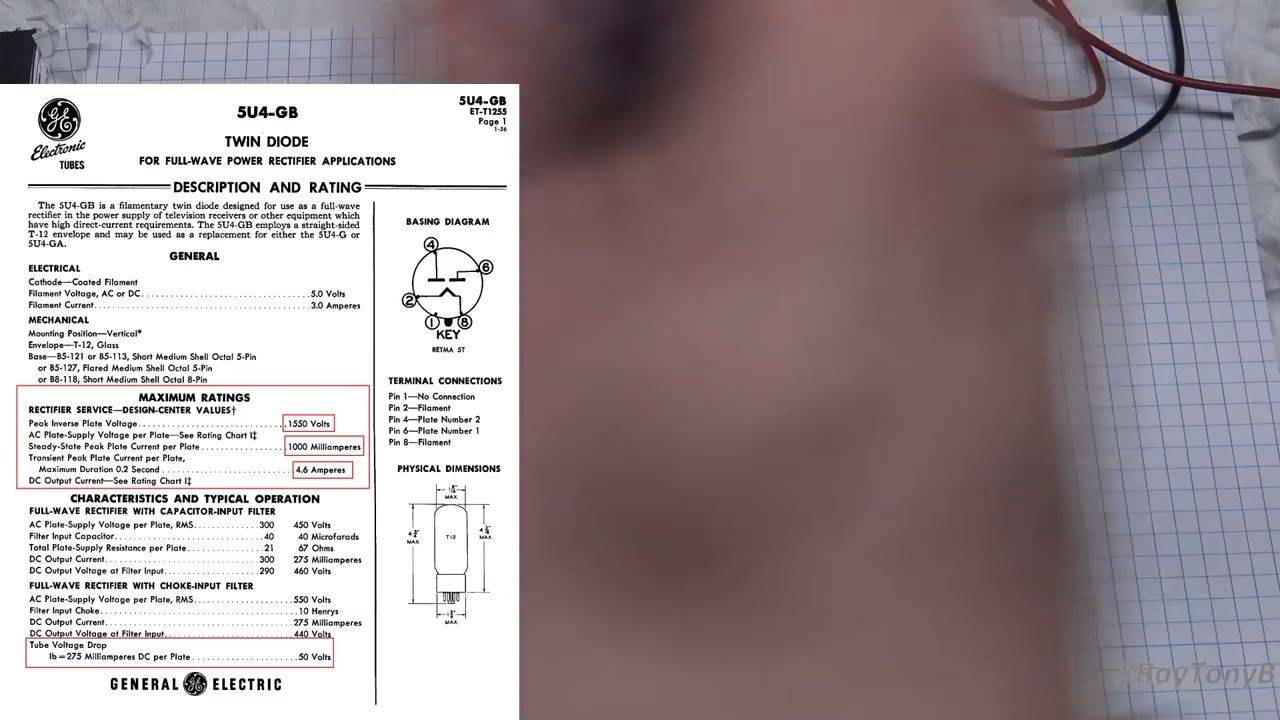 GE
Electronic
TUBES
5U4-GB
TWIN DIODE
FOR FULL-WAVE POWER RECTIFIER APPLICATIONS
5U4-GB
ET-T1255
Page 1
1-56
DESCRIPTION AND RATING
The 5U4-GB is a filamentary twin diode designed for use as a full-wave
rectifier in the power supply of television receivers or other equipment which
have high direct-current requirements. The 5U4-GB employs a straight-sided
T-12 envelope and may be used as a replacement for either the 5U4-G or
5U4-GA.
GENERAL
ELECTRICAL
Cathode—Coated Filament
Filament Voltage, AC or DC 5.0 Volts
Filament Current 3.0 Amperes
MECHANICAL
Mounting Position—Vertical*
Envelope—T-12, Glass
Base—B5-121 or B5-113, Short Medium Shell Octal 5-Pin
or B5-127, Flared Medium Shell Octal 5-Pin
or B8-118, Short Medium Shell Octal 8-Pin
MAXIMUM RATINGS
RECTIFIER SERVICE—DESIGN-CENTER VALUES†
Peak Inverse Plate Voltage 1550 Volts
AC Plate-Supply Voltage per Plate—See Rating Chart I‡
Steady-State Peak Plate Current per Plate 1000 Milliamperes
Transient Peak Plate Current per Plate,
Maximum Duration 0.2 Second 4.6 Amperes
DC Output Current—See Rating Chart I‡
CHARACTERISTICS AND TYPICAL OPERATION
FULL-WAVE RECTIFIER WITH CAPACITOR-INPUT FILTER
AC Plate-Supply Voltage per Plate, RMS 300 450 Volts
Filter Input Capacitor 40 40 Microfarads
Total Plate-Supply Resistance per Plate 21 67 Ohms
DC Output Current 300 275 Milliamperes
DC Output Voltage at Filter Input 290 460 Volts
FULL-WAVE RECTIFIER WITH CHOKE-INPUT FILTER
AC Plate-Supply Voltage per Plate, RMS 550 Volts
Filter Input Choke 10 Henrys
DC Output Current 275 Milliamperes
DC Output Voltage at Filter Input 440 Volts
Tube Voltage Drop
Ib=275 Milliamperes DC per Plate 50 Volts
GENERAL GE ELECTRIC
BASING DIAGRAM
4
6
2
1
8
KEY
RETMA 5T
TERMINAL CONNECTIONS
Pin 1—No Connection
Pin 2—Filament
Pin 4—Plate Number 2
Pin 6—Plate Number 1
Pin 8—Filament
PHYSICAL DIMENSIONS
MAX.
MAX.
MAX.
T12
MAX.
RayTonyB